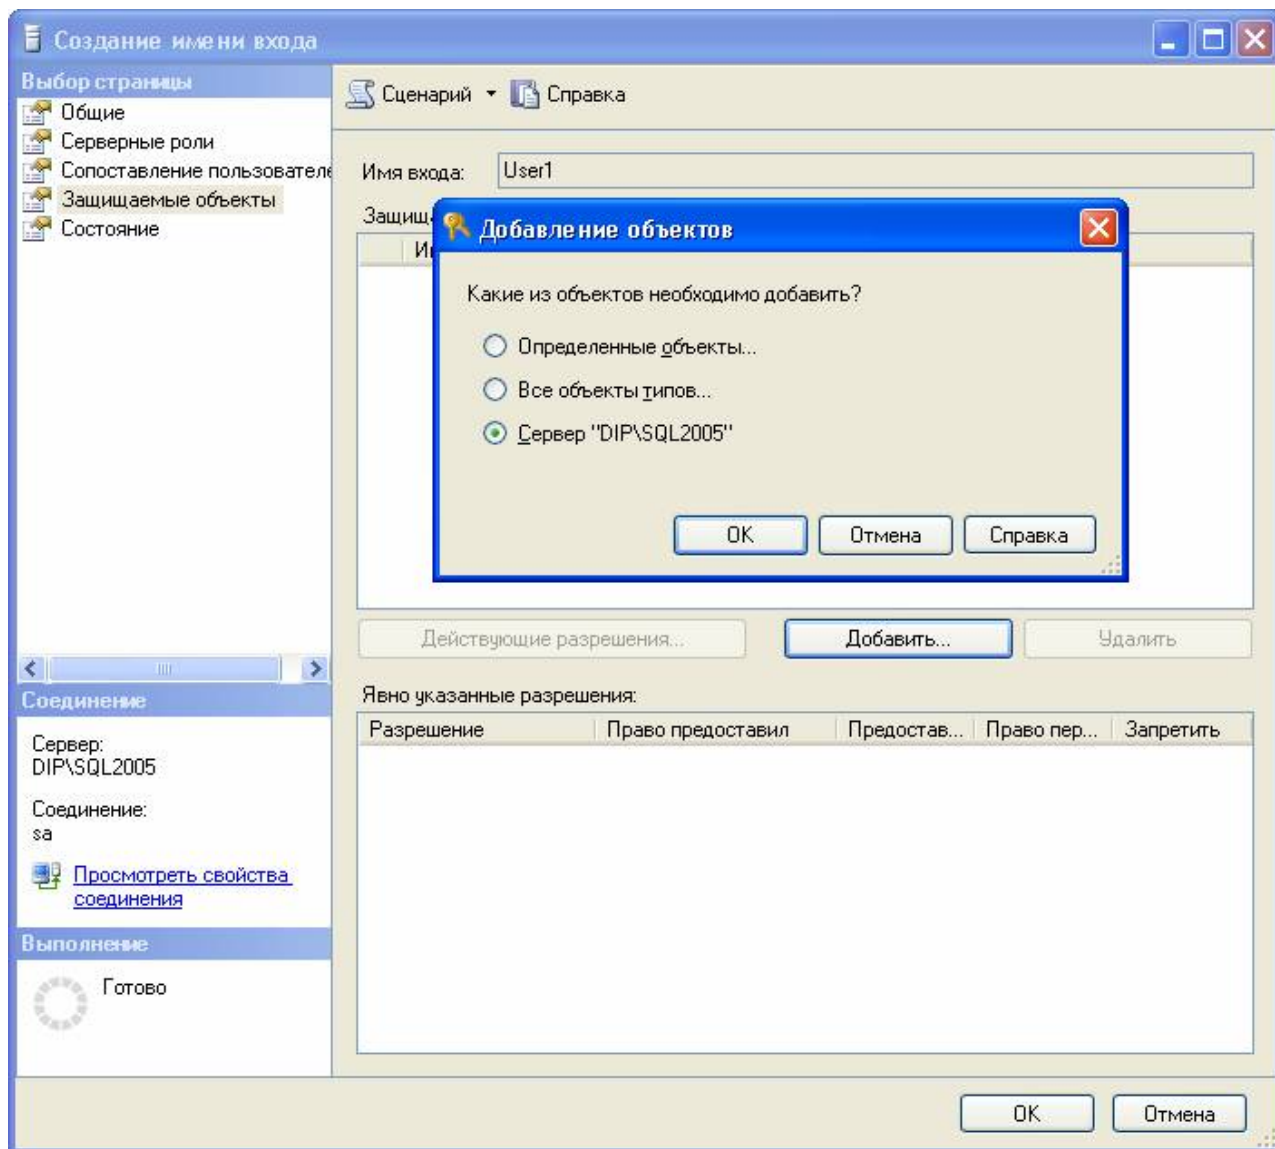 Создание имени входа
Выбор страницы
Общие
Серверные роли
Сопоставление пользователе
Защищаемые объекты
Состояние
Сценарий
Справка
Имя входа:
User1
Защищ
Добавление объектов
Какие из объектов необходимо добавить?
Определенные объекты...
Все объекты типов...
Сервер "DIP\SQL2005"
OK
Отмена
Справка
Действующие разрешения...
Добавить...
Удалить
Явно указанные разрешения:
Разрешение
Право предоставил
Предостав...
Право пер...
Запретить
Соединение
Сервер:
DIP\SQL2005
Соединение:
sa
Просмотреть свойства
соединения
Выполнение
Готово
OK
Отмена